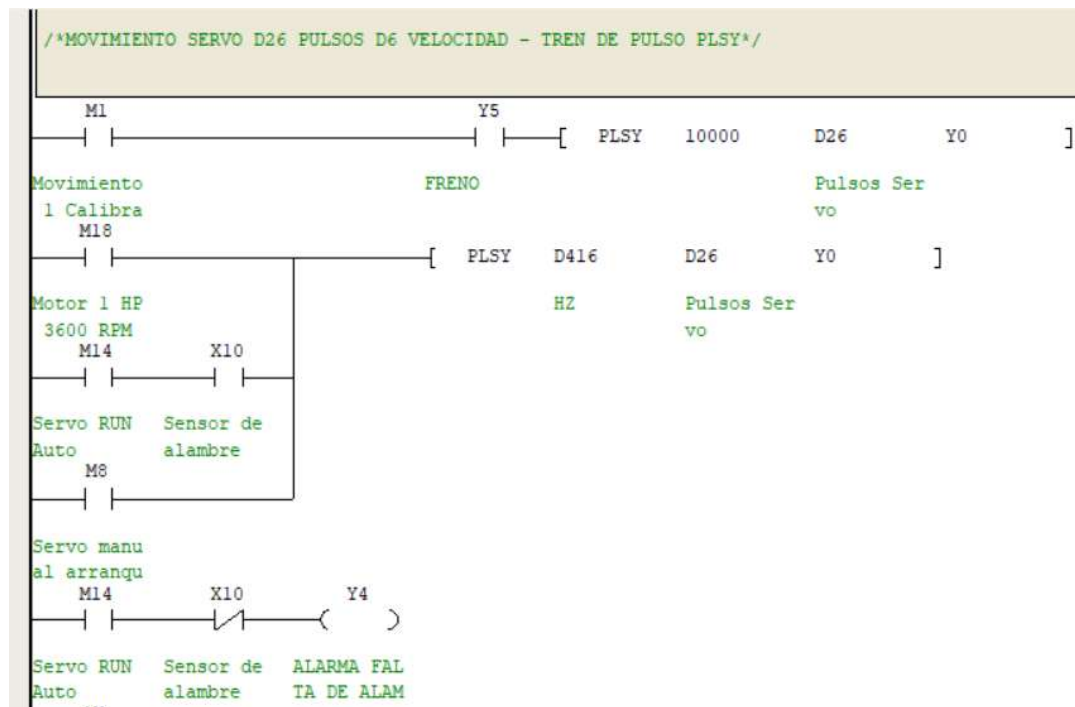 /*MOVIMIENTO SERVO D26 PULSOS D6 VELOCIDAD - TREN DE PULSO PLSY*/
M1 Y5
[ PLSY 10000 D26 Y0 ]
Movimiento FRENO Pulsos Ser
1 Calibra vo
M18
[ PLSY D416 D26 Y0 ]
Motor 1 HP HZ Pulsos Ser
3600 RPM vo
M14 X10
Servo RUN Sensor de
Auto alambre
M8
Servo manu
al arranqu
M14 X10 Y4
Servo RUN Sensor de ALARMA FAL
Auto alambre TA DE ALAM